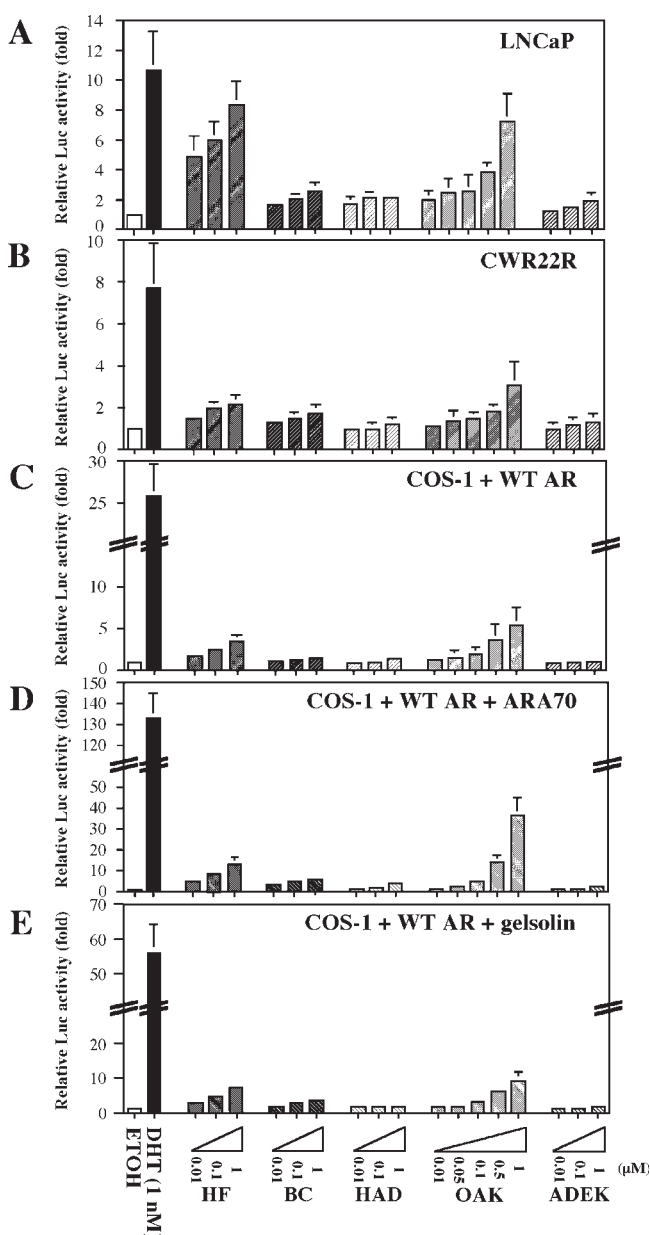 A
LNCaP
Relative Luc activity (fold)
14
12
10
8
6
4
2
0
B
CWR22R
Relative Luc activity (fold)
10
8
6
4
2
0
C
COS-1 + WT AR
Relative Luc activity (fold)
30
25
10
5
0
D
COS-1 + WT AR + ARA70
Relative Luc activity (fold)
150
140
130
120
50
40
30
20
10
0
E
COS-1 + WT AR + gelsolin
Relative Luc activity (fold)
70
60
50
20
10
0
ETOH
DHT (1 nM)
0.01
0.1
1
0.01
0.1
1
0.01
0.1
1
0.01
0.05
0.1
0.5
1
0.01
0.1
1
(µM)
HF
BC
HAD
OAK
ADEK